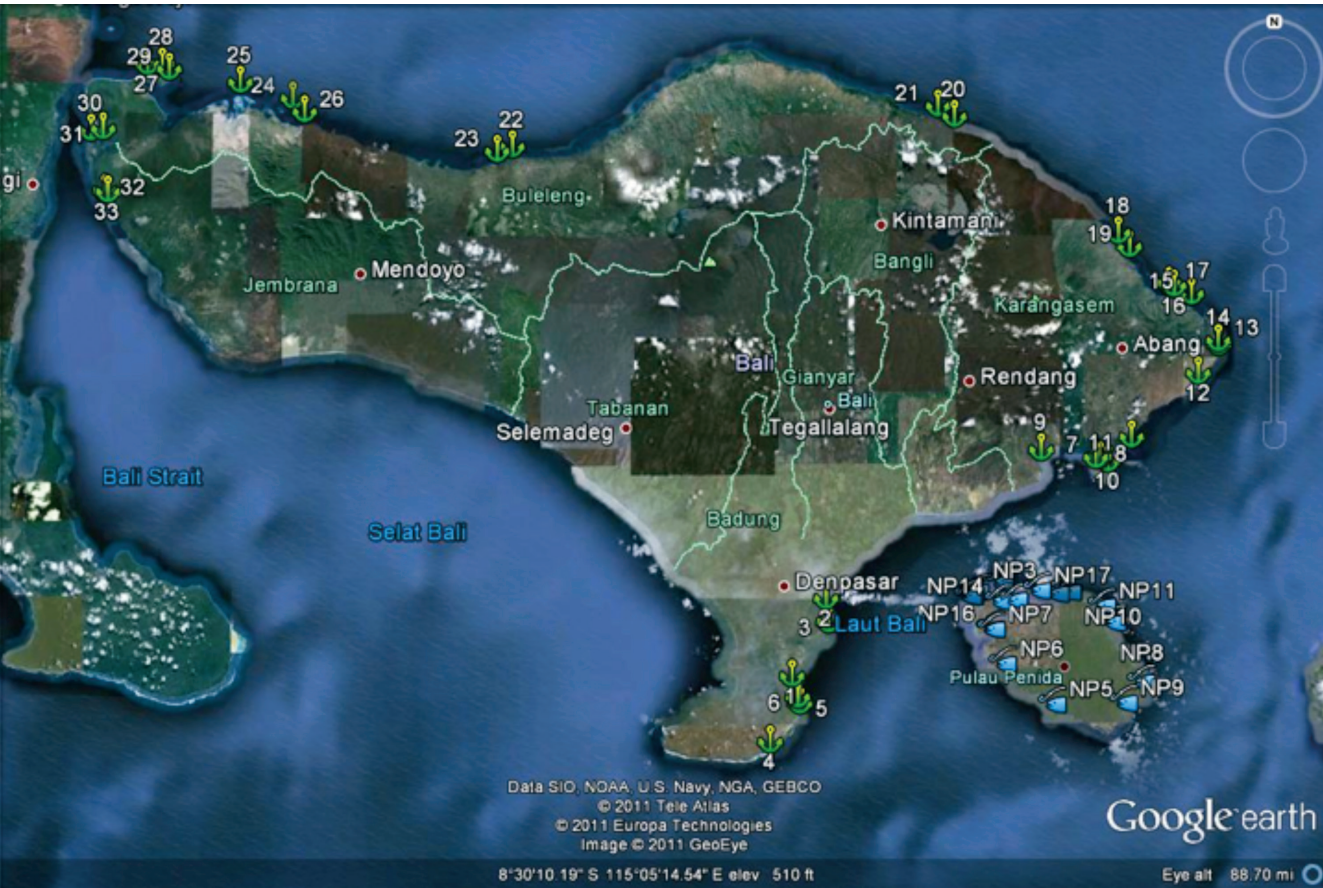 28
29
27
25
24
26
30
31
32
33
23
22
21
20
18
19
15
17
16
14
13
12
gi
Buleleng
Kintamani
Bangli
Mendoyo
Jembrana
Karangasem
Abang
Bali
Gianyar
Rendang
Bali
Tabanan
Tegallalang
Selemadeg
9
7
11
8
10
Bali Strait
Selat Bali
Badung
Denpasar
2
3
Laut Bali
NP3
NP14
NP17
NP11
NP16
NP7
NP10
NP6
NP8
Pulau Penida
NP5
NP9
6
1
5
4
Data SIO, NOAA, U.S. Navy, NGA, GEBCO
© 2011 Tele Atlas
© 2011 Europa Technologies
Image © 2011 GeoEye
Google earth
N
8°30'10.19" S 115°05'14.54" E elev 510 ft
Eye alt 88.70 mi